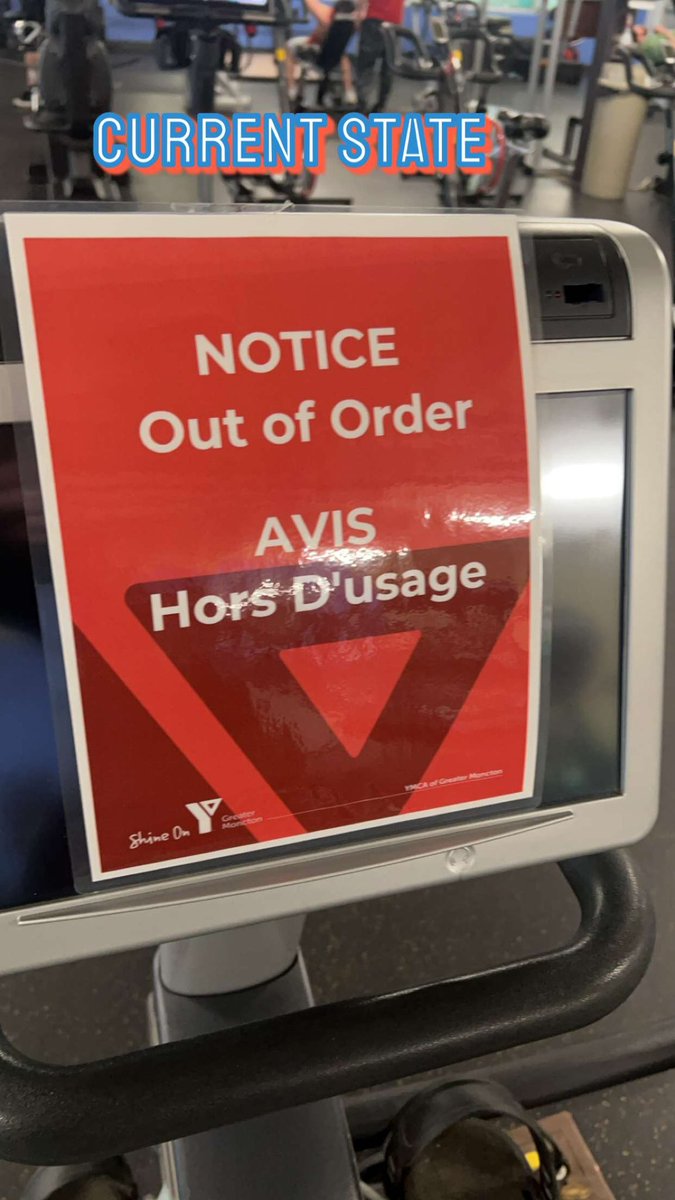 CURRENT STATE
NOTICE
Out of Order
AVIS
Hors D'usage
Shine On
Greater
Moncton
YMCA of Greater Moncton